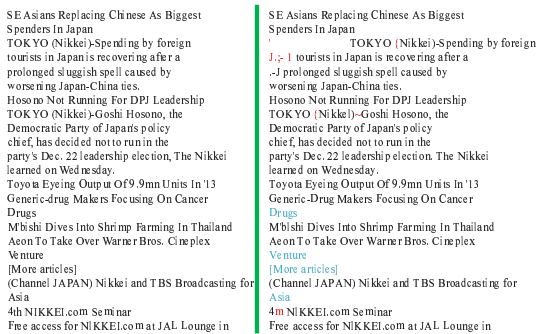 SE Asians Replacing Chinese As Biggest
Spenders In Japan
TOKYO (Nikkei)-Spending by foreign
tourists in Japan is recovering after a
prolonged sluggish spell caused by
worsening Japan-China ties.
Hosono Not Running For DPJ Leadership
TOKYO (Nikkei)-Goshi Hosono, the
Democratic Party of Japan's policy
chief, has decided not to run in the
party's Dec. 22 leadership election, The Nikkei
learned on Wednesday.
Toyota Eyeing Output Of 9.9mn Units In '13
Generic-drug Makers Focusing On Cancer
Drugs
M'bishi Dives Into Shrimp Farming In Thailand
Aeon To Take Over Warner Bros. Cineplex
Venture
[More articles]
(Channel JAPAN) Nikkei and TBS Broadcasting for
Asia
4th NIKKEI.com Seminar
Free access for NIKKEI.com at JAL Lounge in
SE Asians Replacing Chinese As Biggest
Spenders In Japan
' TOKYO {Nikkei)-Spending by foreign
J.;- 1 tourists in Japan is recovering after a
.-J prolonged sluggish spell caused by
worsening Japan-China ties.
Hosono Not Running For DPJ Leadership
TOKYO {Nikkel)~Goshi Hosono, the
Democratic Party of Japan's policy
chief, has decided not to run in the
party's Dec. 22 leadership election. The Nikkei
learned on Wednesday.
Toyota Eyeing Output Of 9.9mn Units In '13
Generic-drug Makers Focusing On Cancer
Drugs
M'blshi Dives Into Shrimp Farming In Thailand
Aeon To Take Over Warner Bros. Cineplex
Venture
[More articles]
(Channel JAPAN) Nikkei and TBS Broadcasting for
Asia
4m NIKKEI.com Seminar
Free access for NIKKEI.com at JAL Lounge in